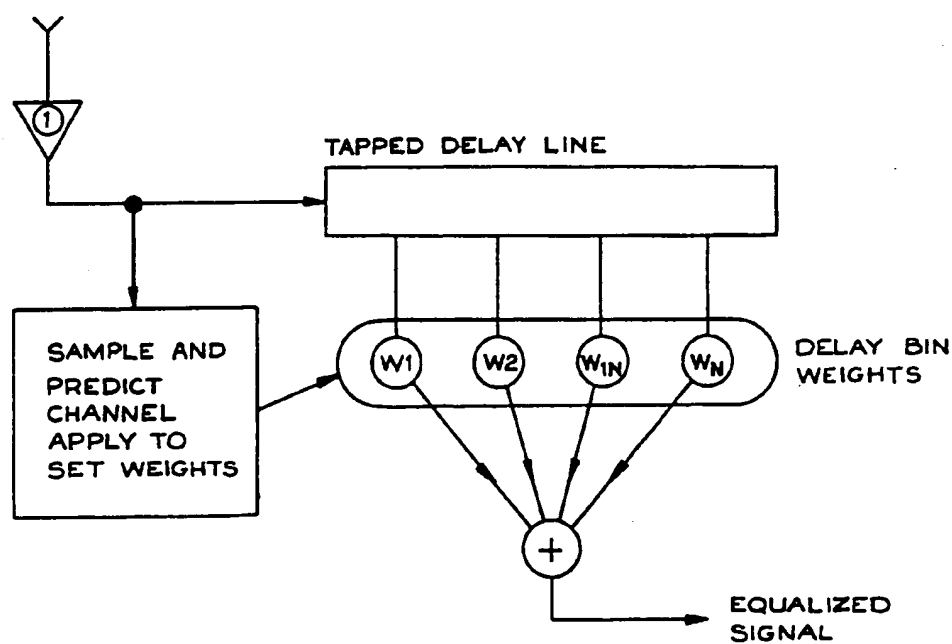 1
TAPPED DELAY LINE
SAMPLE AND
PREDICT
CHANNEL
APPLY TO
SET WEIGHTS
W1
W2
W1N
WN
DELAY BIN
WEIGHTS
+
EQUALIZED
SIGNAL